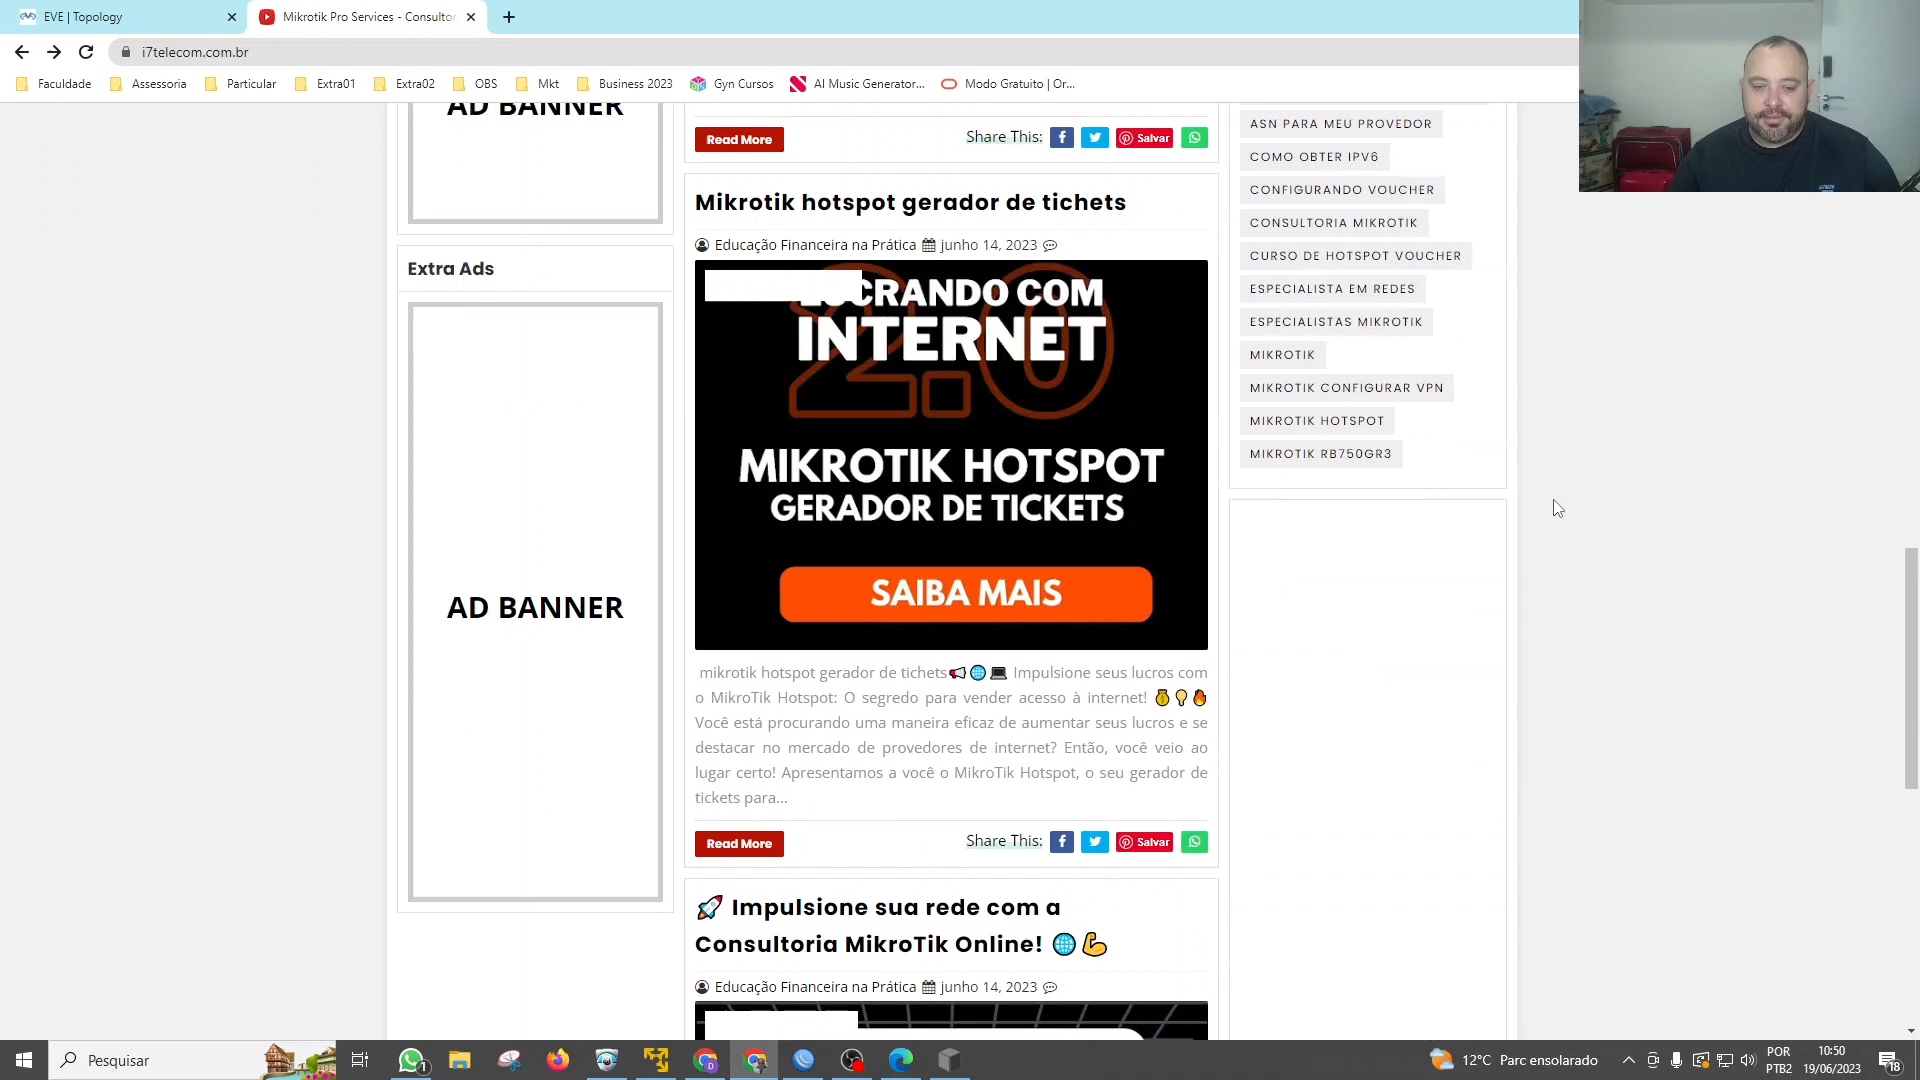 EVE | Topology
Mikrotik Pro Services - Consultor
i7telecom.com.br
Faculdade
Assessoria
Particular
Extra01
Extra02
OBS
Mkt
Business 2023
Gyn Cursos
AI Music Generator...
Modo Gratuito | Or...
AD BANNER
Extra Ads
AD BANNER
Read More
Share This:
Salvar
Mikrotik hotspot gerador de tichets
Educação Financeira na Prática junho 14, 2023
LUCRANDO COM
INTERNET
2.0
MIKROTIK HOTSPOT
GERADOR DE TICKETS
SAIBA MAIS
mikrotik hotspot gerador de tichets📢🌐💻 Impulsione seus lucros com
o MikroTik Hotspot: O segredo para vender acesso à internet! 💰💡🔥
Você está procurando uma maneira eficaz de aumentar seus lucros e se
destacar no mercado de provedores de internet? Então, você veio ao
lugar certo! Apresentamos a você o MikroTik Hotspot, o seu gerador de
tickets para...
Read More
Share This:
Salvar
🚀 Impulsione sua rede com a
Consultoria MikroTik Online! 🌐💪
Educação Financeira na Prática junho 14, 2023
ASN PARA MEU PROVEDOR
COMO OBTER IPV6
CONFIGURANDO VOUCHER
CONSULTORIA MIKROTIK
CURSO DE HOTSPOT VOUCHER
ESPECIALISTA EM REDES
ESPECIALISTAS MIKROTIK
MIKROTIK
MIKROTIK CONFIGURAR VPN
MIKROTIK HOTSPOT
MIKROTIK RB750GR3
Pesquisar
1
D
12°C Parc ensolarado
POR
PTB2
10:50
19/06/2023
18